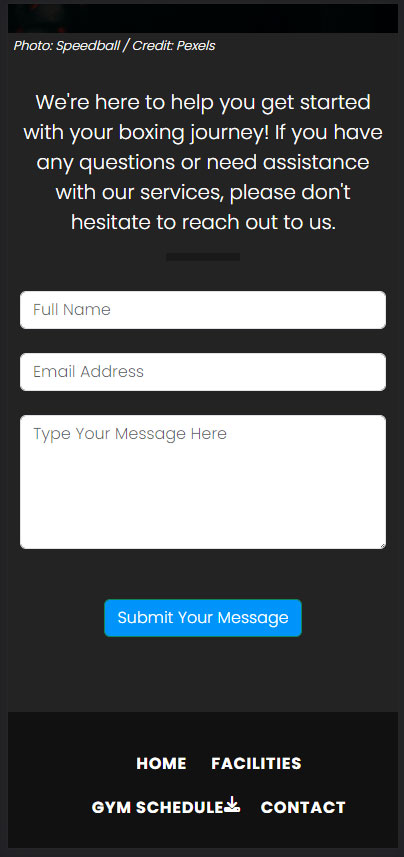 Photo: Speedball / Credit: Pexels
We're here to help you get started
with your boxing journey! If you have
any questions or need assistance
with our services, please don't
hesitate to reach out to us.
Full Name
Email Address
Type Your Message Here
Submit Your Message
HOME FACILITIES
GYM SCHEDULE CONTACT